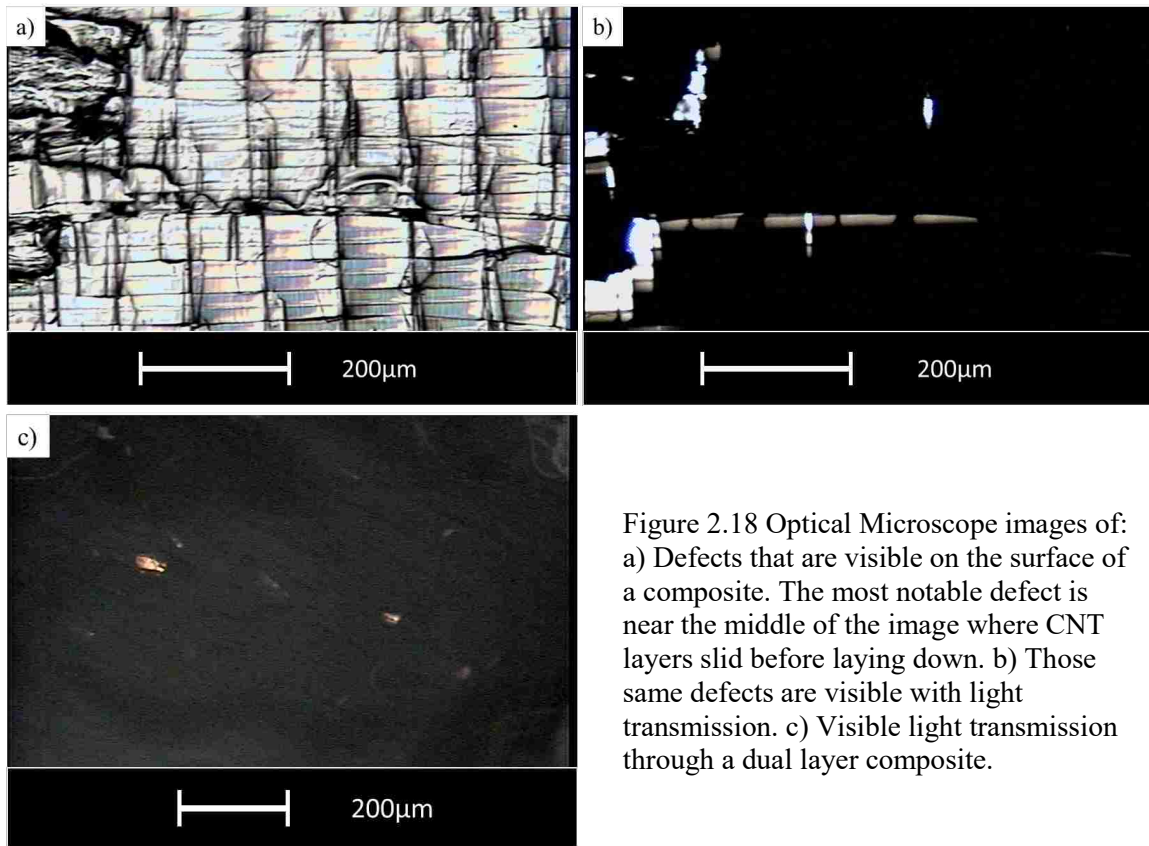 a)
b)
200µm
200µm
c)
200µm
Figure 2.18 Optical Microscope images of:
a) Defects that are visible on the surface of
a composite. The most notable defect is
near the middle of the image where CNT
layers slid before laying down. b) Those
same defects are visible with light
transmission. c) Visible light transmission
through a dual layer composite.